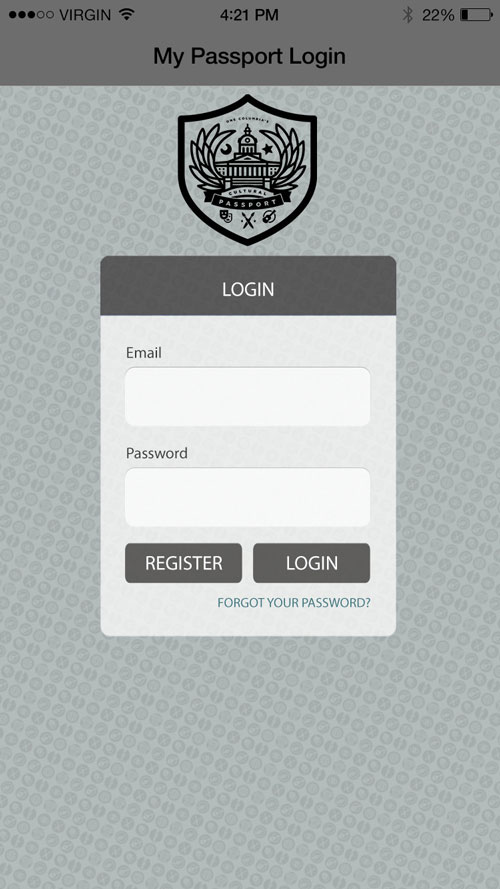 VIRGIN 4:21 PM 22%
My Passport Login
ONE COLUMBIA'S
CULTURAL
PASSPORT
LOGIN
Email
Password
REGISTER LOGIN
FORGOT YOUR PASSWORD?